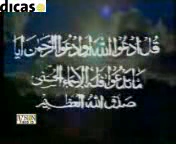 dicas
قل ادعوا الله او ادعوا الرحمن ايا
ما تدعوا فله الاسماء الحسنى
صدق الله العظيم